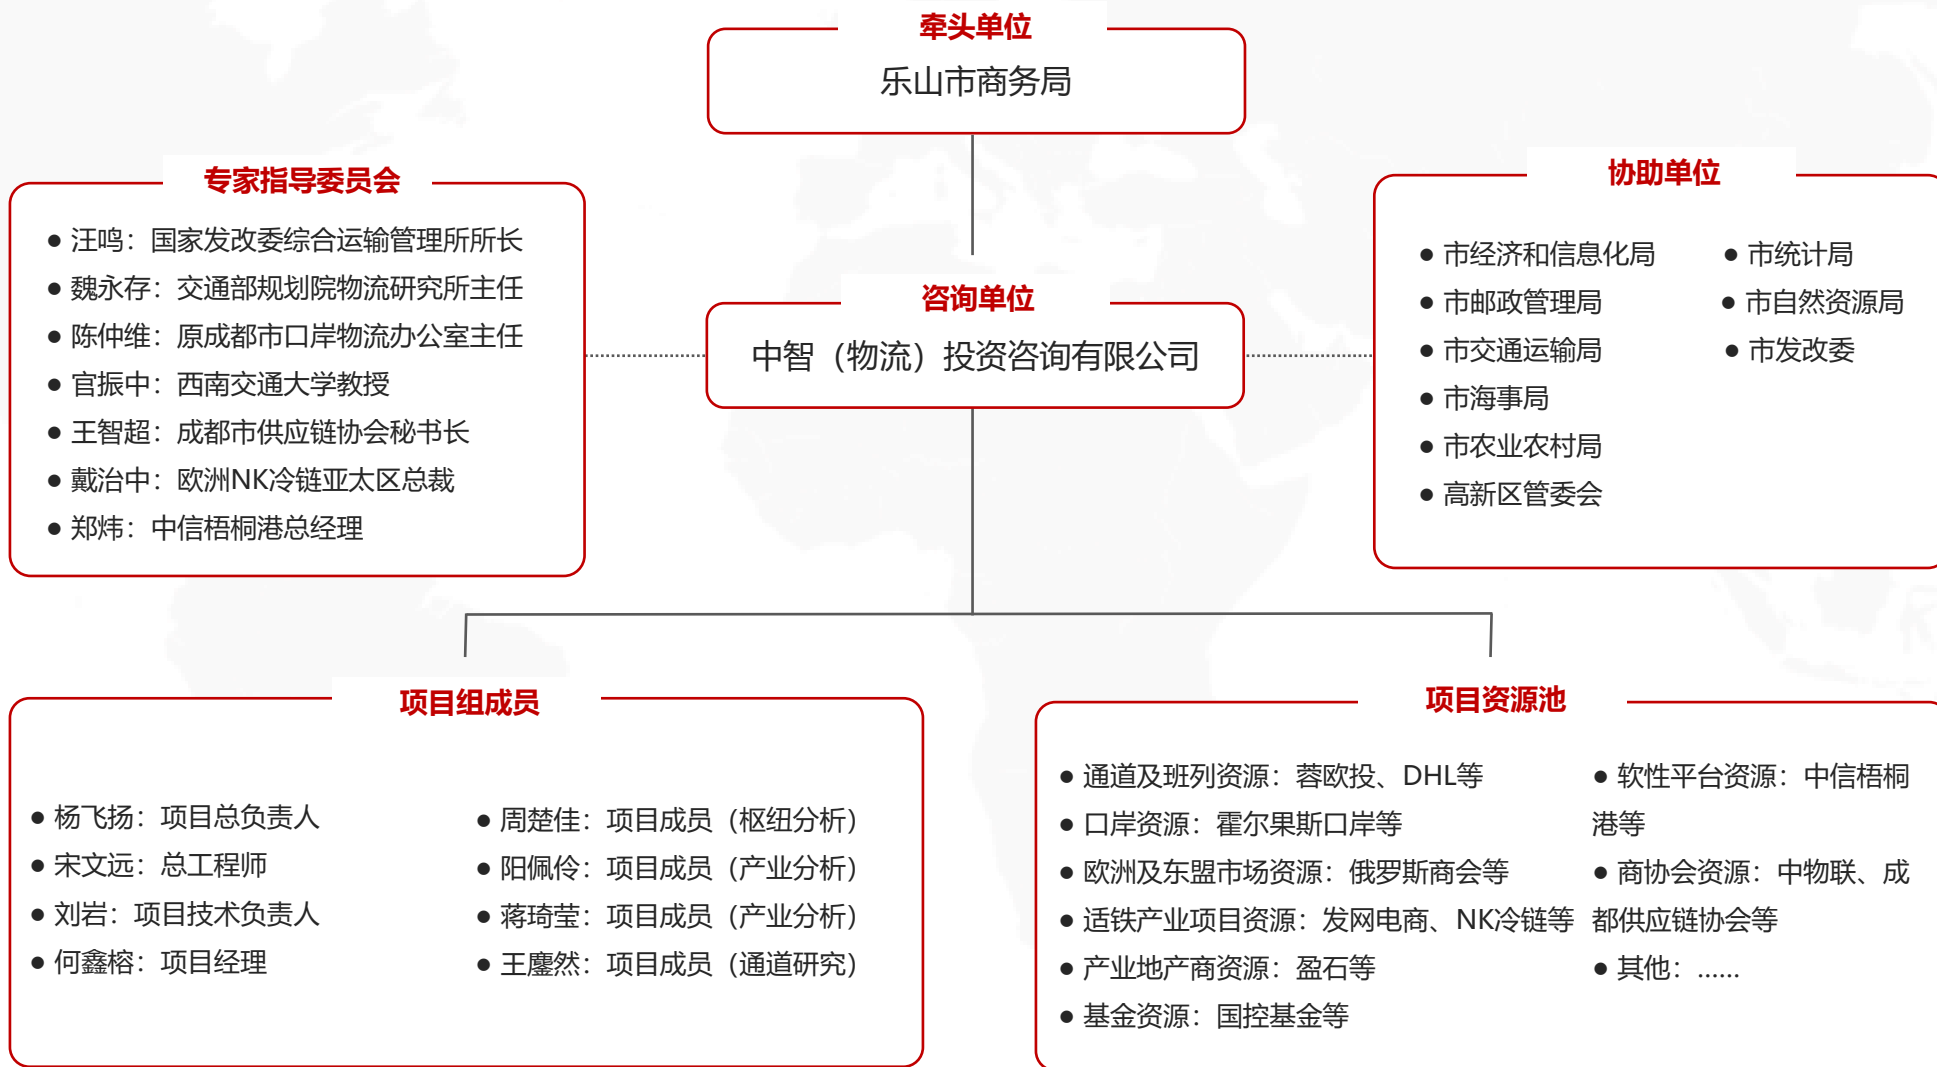 牵头单位
乐山市商务局
专家指导委员会
● 汪鸣：国家发改委综合运输管理所所长
● 魏永存：交通部规划院物流研究所主任
● 陈仲维：原成都市口岸物流办公室主任
● 官振中：西南交通大学教授
● 王智超：成都市供应链协会秘书长
● 戴治中：欧洲NK冷链亚太区总裁
● 郑炜：中信梧桐港总经理
咨询单位
中智（物流）投资咨询有限公司
协助单位
● 市经济和信息化局
● 市邮政管理局
● 市交通运输局
● 市海事局
● 市农业农村局
● 高新区管委会
● 市统计局
● 市自然资源局
● 市发改委
项目组成员
● 杨飞扬：项目总负责人
● 宋文远：总工程师
● 刘岩：项目技术负责人
● 何鑫榕：项目经理
● 周楚佳：项目成员（枢纽分析）
● 阳佩伶：项目成员（产业分析）
● 蒋琦莹：项目成员（产业分析）
● 王鏖然：项目成员（通道研究）
项目资源池
● 通道及班列资源：蓉欧投、DHL等
● 口岸资源：霍尔果斯口岸等
● 欧洲及东盟市场资源：俄罗斯商会等
● 适铁产业项目资源：发网电商、NK冷链等
● 产业地产商资源：盈石等
● 基金资源：国控基金等
● 软性平台资源：中信梧桐
港等
● 商协会资源：中物联、成
都供应链协会等
● 其他：......